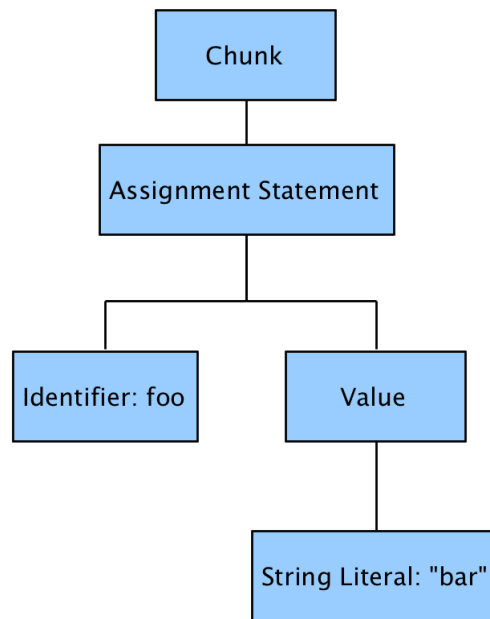 Chunk
Assignment Statement
Identifier: foo
Value
String Literal: "bar"